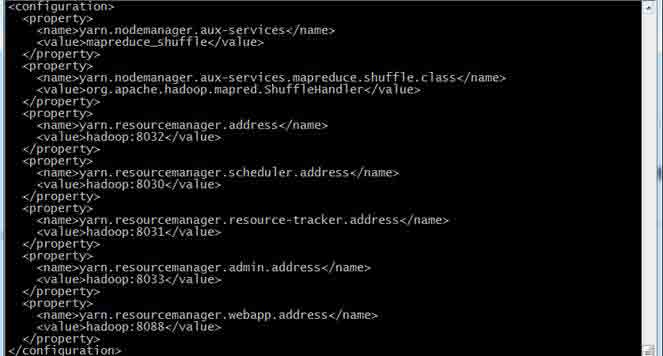 <configuration>
<property>
<name>yarn.nodemanager.aux-services</name>
<value>mapreduce_shuffle</value>
</property>
<property>
<name>yarn.nodemanager.aux-services.mapreduce.shuffle.class</name>
<value>org.apache.hadoop.mapred.ShuffleHandler</value>
</property>
<property>
<name>yarn.resourcemanager.address</name>
<value>hadoop:8032</value>
</property>
<property>
<name>yarn.resourcemanager.scheduler.address</name>
<value>hadoop:8030</value>
</property>
<property>
<name>yarn.resourcemanager.resource-tracker.address</name>
<value>hadoop:8031</value>
</property>
<property>
<name>yarn.resourcemanager.admin.address</name>
<value>hadoop:8033</value>
</property>
<property>
<name>yarn.resourcemanager.webapp.address</name>
<value>hadoop:8088</value>
</property>
</configuration>